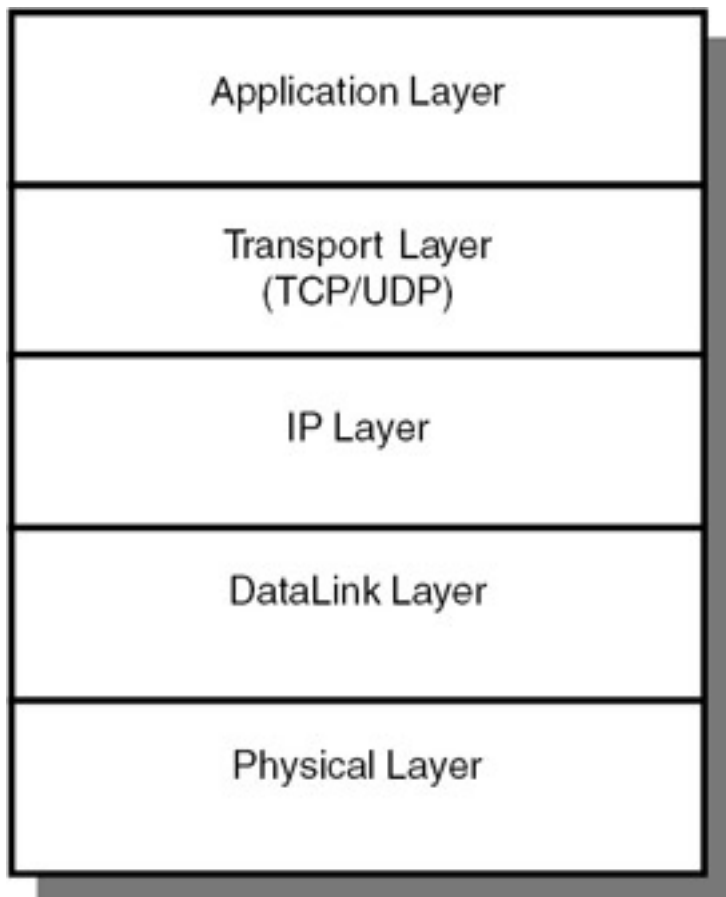 Application Layer
Transport Layer
(TCP/UDP)
IP Layer
DataLink Layer
Physical Layer